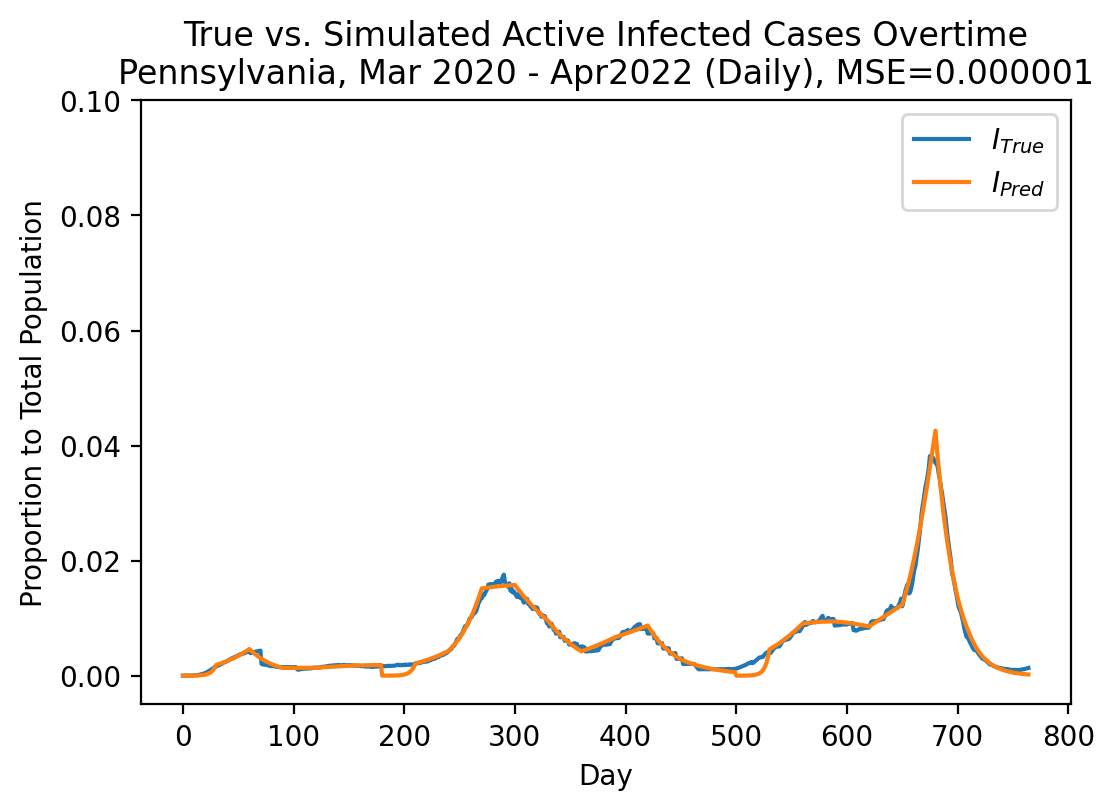 True vs. Simulated Active Infected Cases Overtime
Pennsylvania, Mar 2020 - Apr2022 (Daily), MSE=0.000001
0.10
0.08
0.06
0.04
0.02
0.00
Proportion to Total Population
I_True
I_Pred
0 100 200 300 400 500 600 700 800
Day